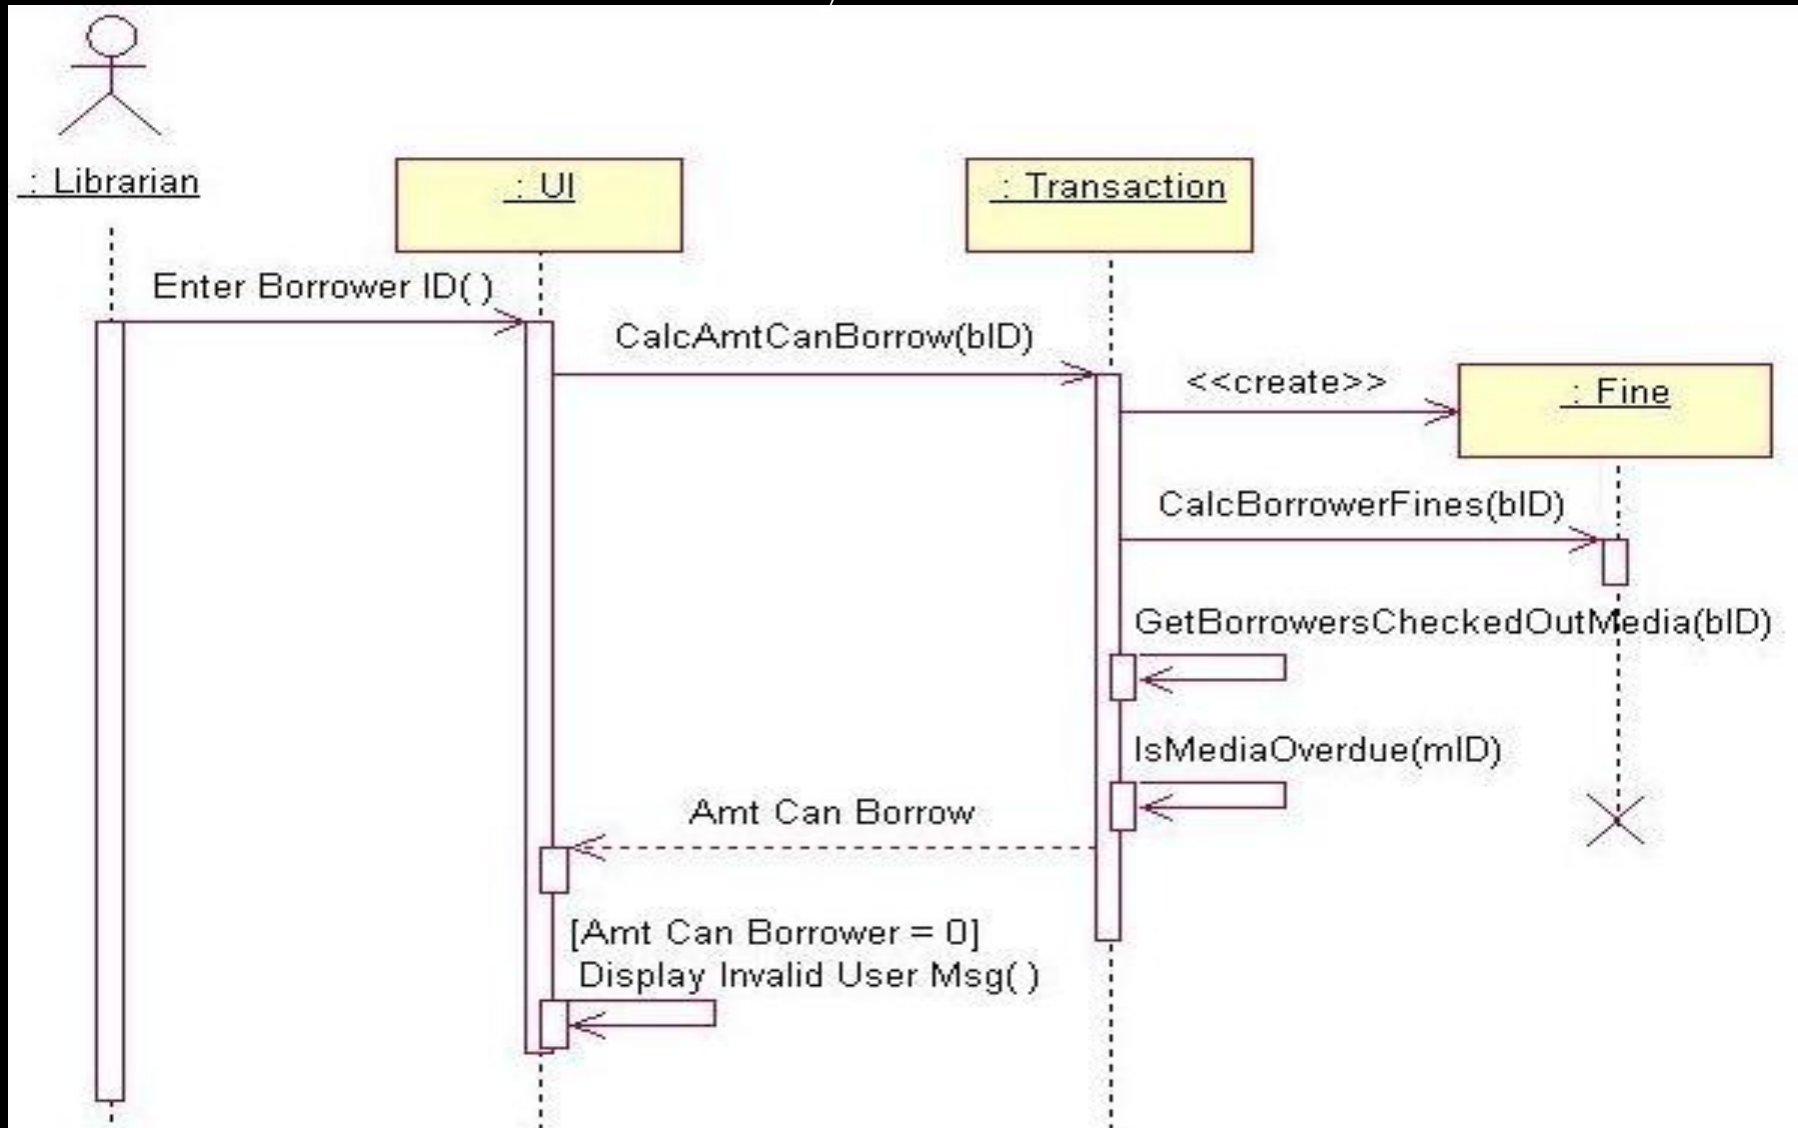 : Librarian
: UI
: Transaction
Enter Borrower ID( )
CalcAmtCanBorrow(bID)
<<create>>
: Fine
CalcBorrowerFines(bID)
GetBorrowersCheckedOutMedia(bID)
IsMediaOverdue(mID)
Amt Can Borrow
[Amt Can Borrower = 0]
Display Invalid User Msg( )